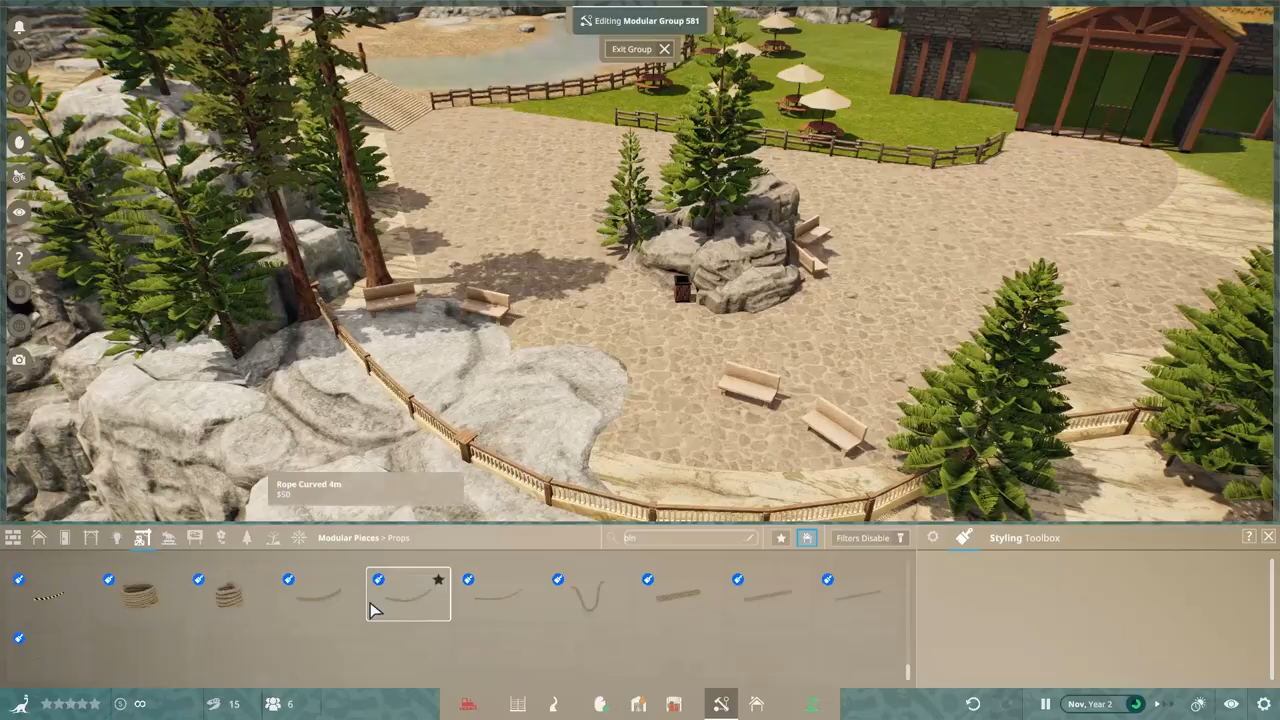 Editing Modular Group 581
Exit Group
Rope Curved 4m
$50
Modular Pieces > Props
Filters Disable
Styling Toolbox
?
?
∞
15
6
Nov, Year 2